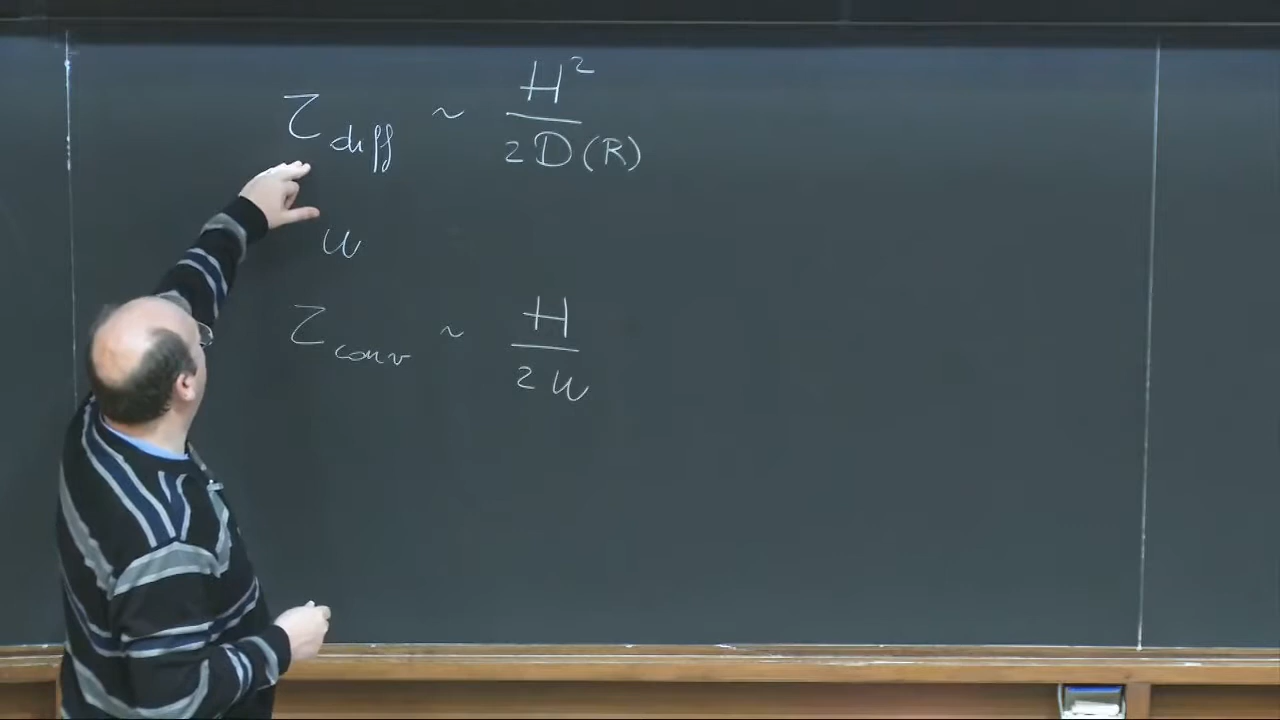 τ_diff ~ H² / 2D(R)
u
τ_conv ~ H / 2u